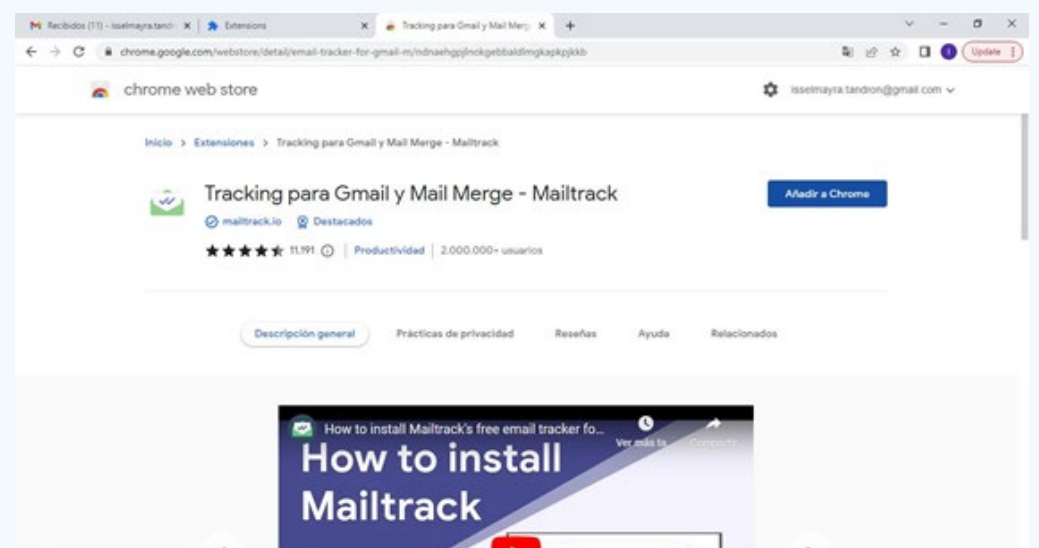 Recibidos (11) - isselmayra.tand
Extensions
Tracking para Gmail y Mail Merg
chrome.google.com/webstore/detail/email-tracker-for-gmail-m/ndnaehgpjlnokgebbaldlmgkapkpjkkb
Update
chrome web store
isselmayra.tandron@gmail.com
Inicio > Extensiones > Tracking para Gmail y Mail Merge - Mailtrack
Tracking para Gmail y Mail Merge - Mailtrack
Añadir a Chrome
mailtrack.io Destacados
11.191 | Productividad | 2.000.000+ usuarios
Descripción general Prácticas de privacidad Reseñas Ayuda Relacionados
How to install Mailtrack's free email tracker fo...
Ver más ta... Compartir
How to install
Mailtrack